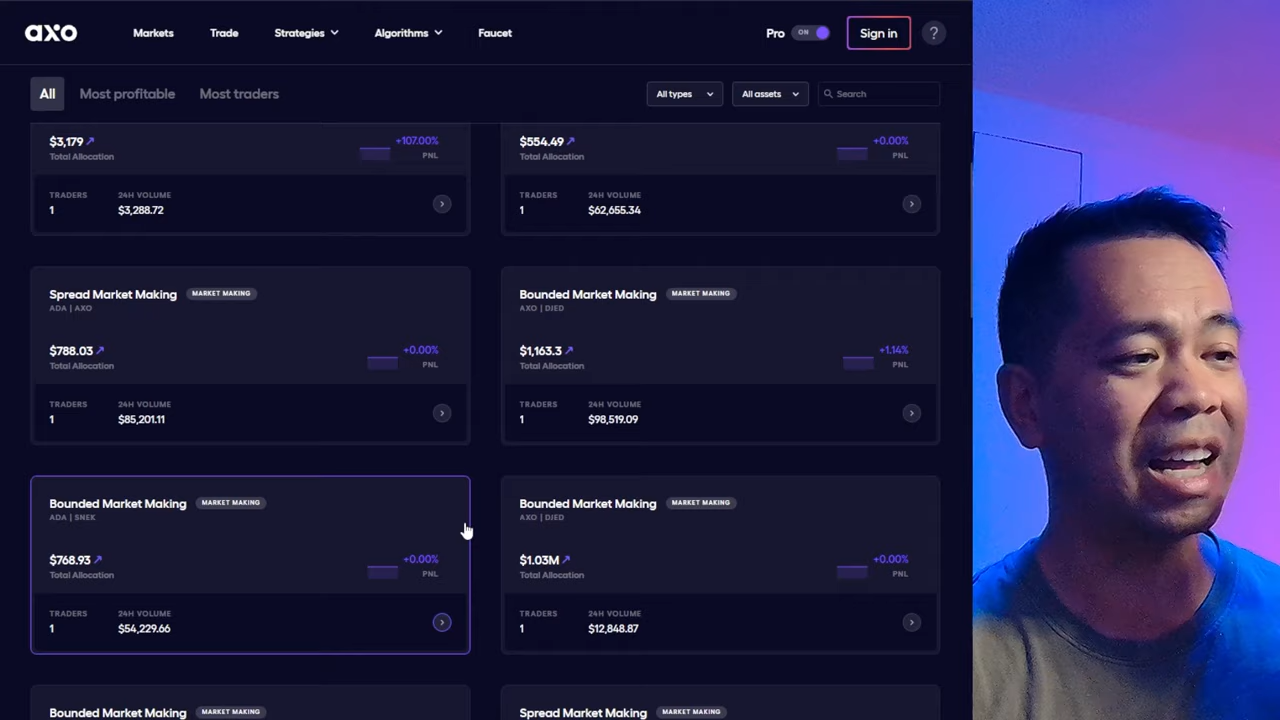 axo
Markets
Trade
Strategies
Algorithms
Faucet
Pro
ON
Sign in
?
All
Most profitable
Most traders
All types
All assets
Search
$3,179
Total Allocation
+107.00%
PNL
TRADERS
1
24H VOLUME
$3,288.72
$554.49
Total Allocation
+0.00%
PNL
TRADERS
1
24H VOLUME
$62,655.34
Spread Market Making
MARKET MAKING
ADA | AXO
$788.03
Total Allocation
+0.00%
PNL
TRADERS
1
24H VOLUME
$85,201.11
Bounded Market Making
MARKET MAKING
AXO | DJED
$1,163.3
Total Allocation
+1.14%
PNL
TRADERS
1
24H VOLUME
$98,519.09
Bounded Market Making
MARKET MAKING
ADA | SNEK
$768.93
Total Allocation
+0.00%
PNL
TRADERS
1
24H VOLUME
$54,229.66
Bounded Market Making
MARKET MAKING
AXO | DJED
$1.03M
Total Allocation
+0.00%
PNL
TRADERS
1
24H VOLUME
$12,848.87
Bounded Market Making
MARKET MAKING
Spread Market Making
MARKET MAKING